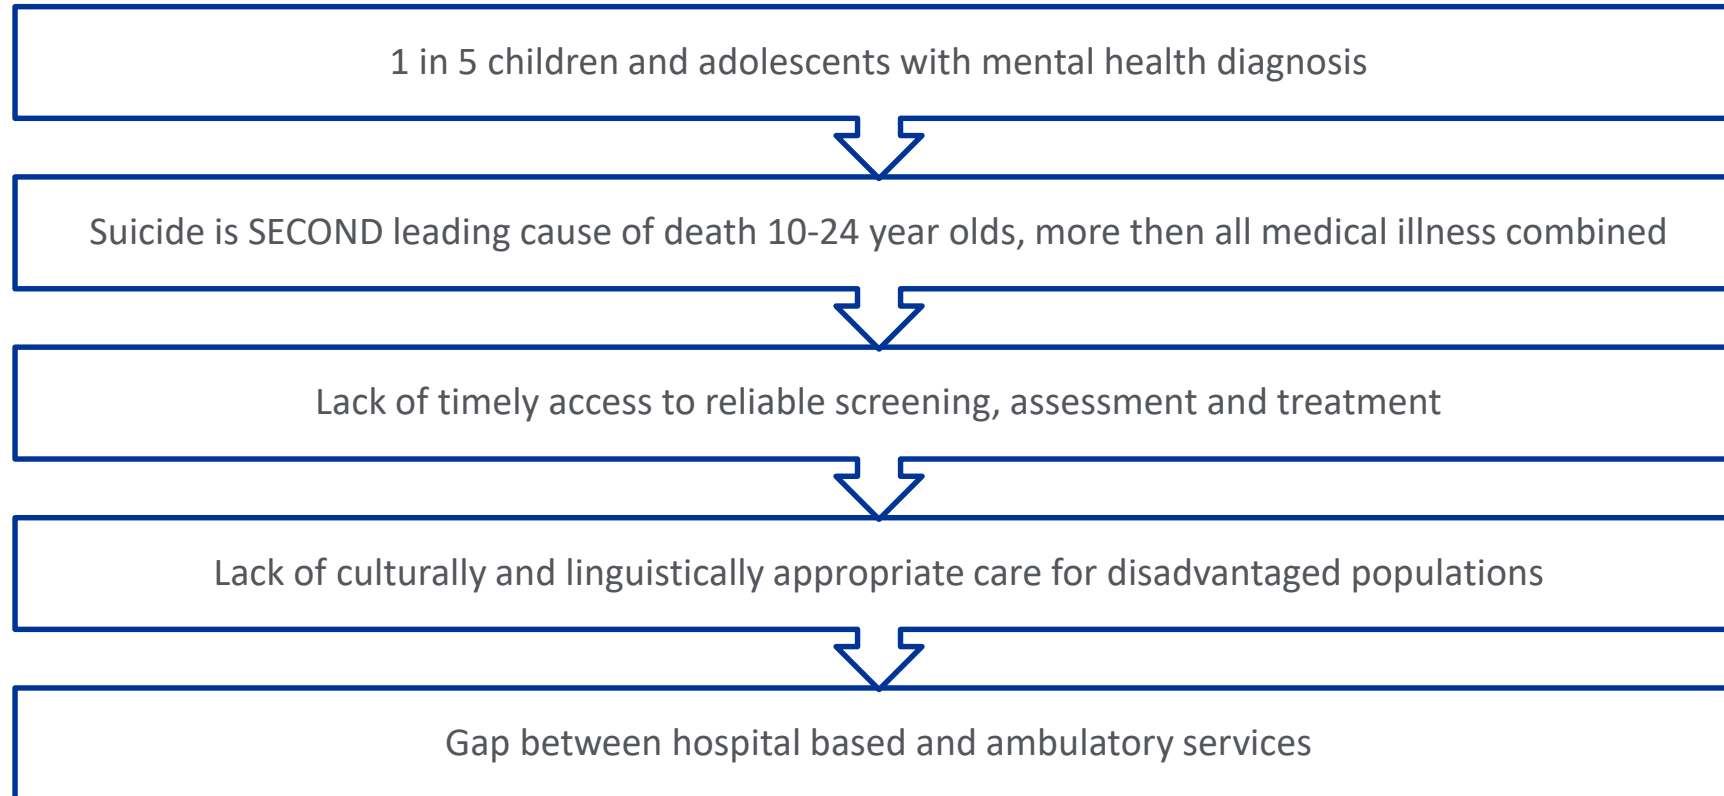 1 in 5 children and adolescents with mental health diagnosis
Suicide is SECOND leading cause of death 10-24 year olds, more then all medical illness combined
Lack of timely access to reliable screening, assessment and treatment
Lack of culturally and linguistically appropriate care for disadvantaged populations
Gap between hospital based and ambulatory services